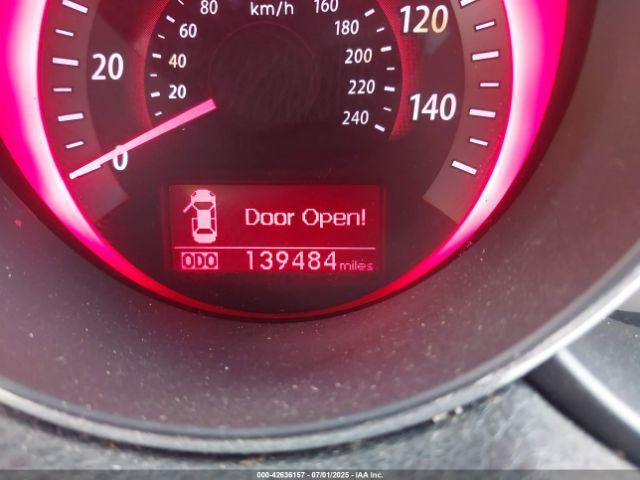 80 km/h 160
60 180 120
40 200
20 20 220
240 140
0
Door Open!
ODO 139484 miles
000-42636157 - 07/01/2025 - IAA Inc.